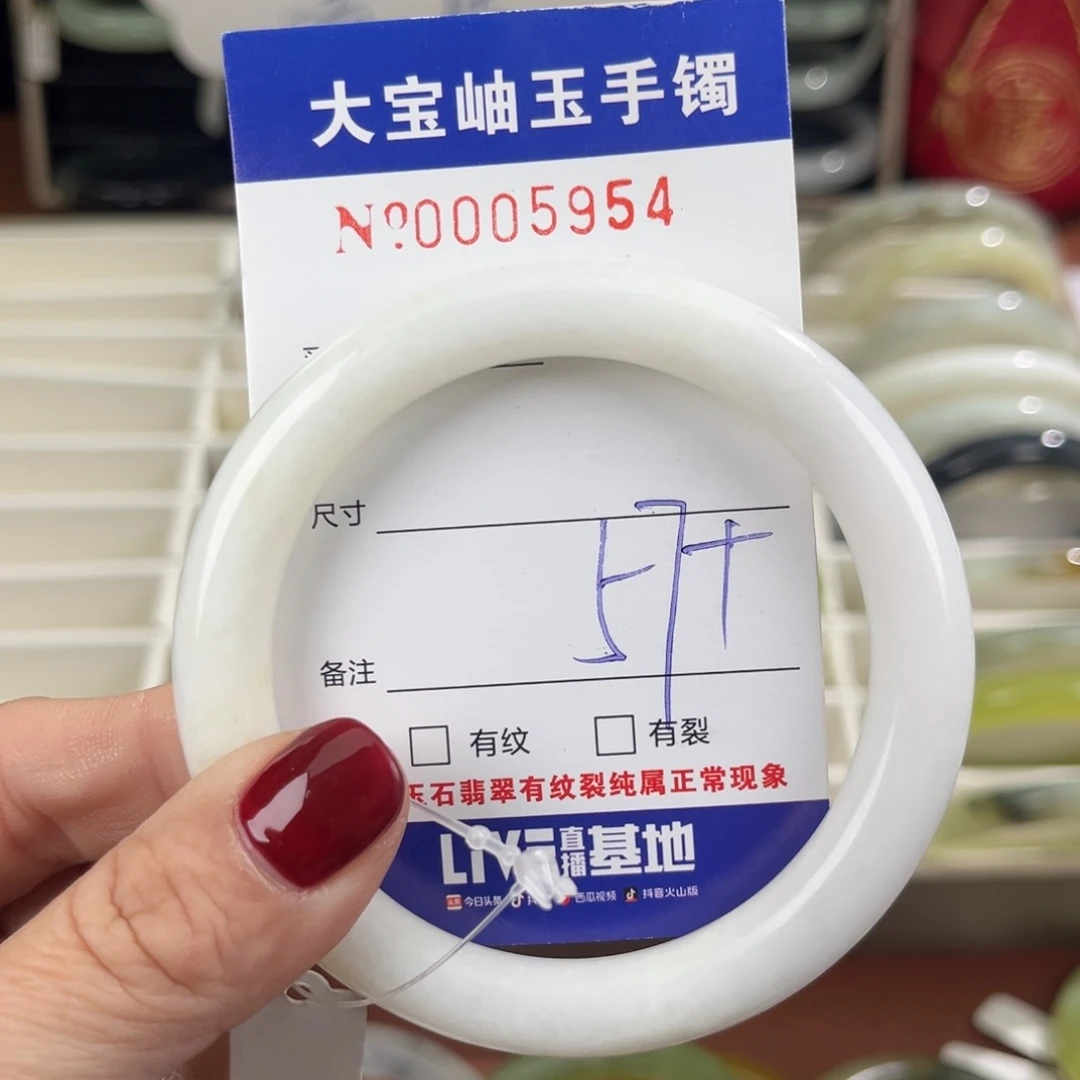 大宝岫玉手镯
Nº0005954
尺寸
57+
备注
□ 有纹 □ 有裂
玉石翡翠有纹裂纯属正常现象
LIVE直播基地
今日头条 西瓜视频 抖音火山版